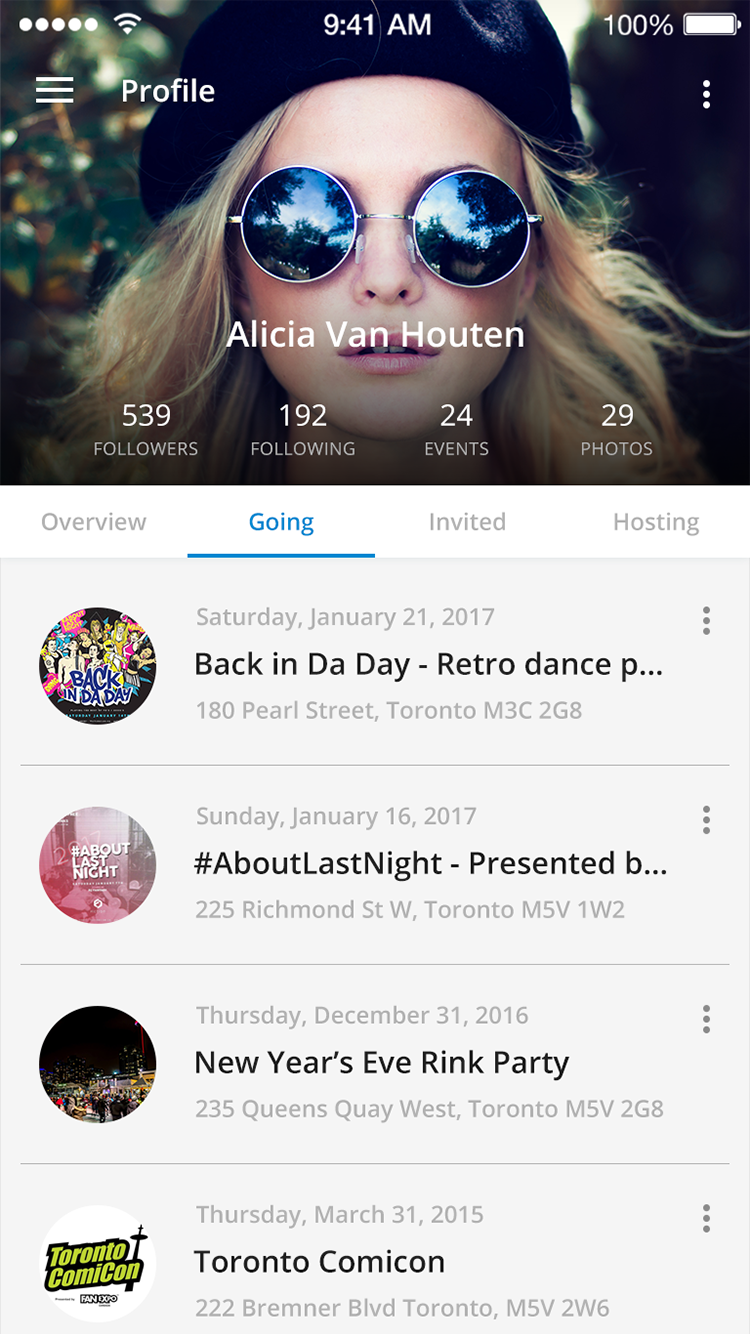 9:41 AM 100%
Profile
Alicia Van Houten
539 192 24 29
FOLLOWERS FOLLOWING EVENTS PHOTOS
Overview Going Invited Hosting
Saturday, January 21, 2017
Back in Da Day - Retro dance p...
180 Pearl Street, Toronto M3C 2G8
BACK
IN DA DAY
Sunday, January 16, 2017
#AboutLastNight - Presented b...
225 Richmond St W, Toronto M5V 1W2
#ABOUT
LAST
NIGHT
Thursday, December 31, 2016
New Year’s Eve Rink Party
235 Queens Quay West, Toronto M5V 2G8
Thursday, March 31, 2015
Toronto Comicon
222 Bremner Blvd Toronto, M5V 2W6
Toronto
ComiCon
Presented by FAN EXPO